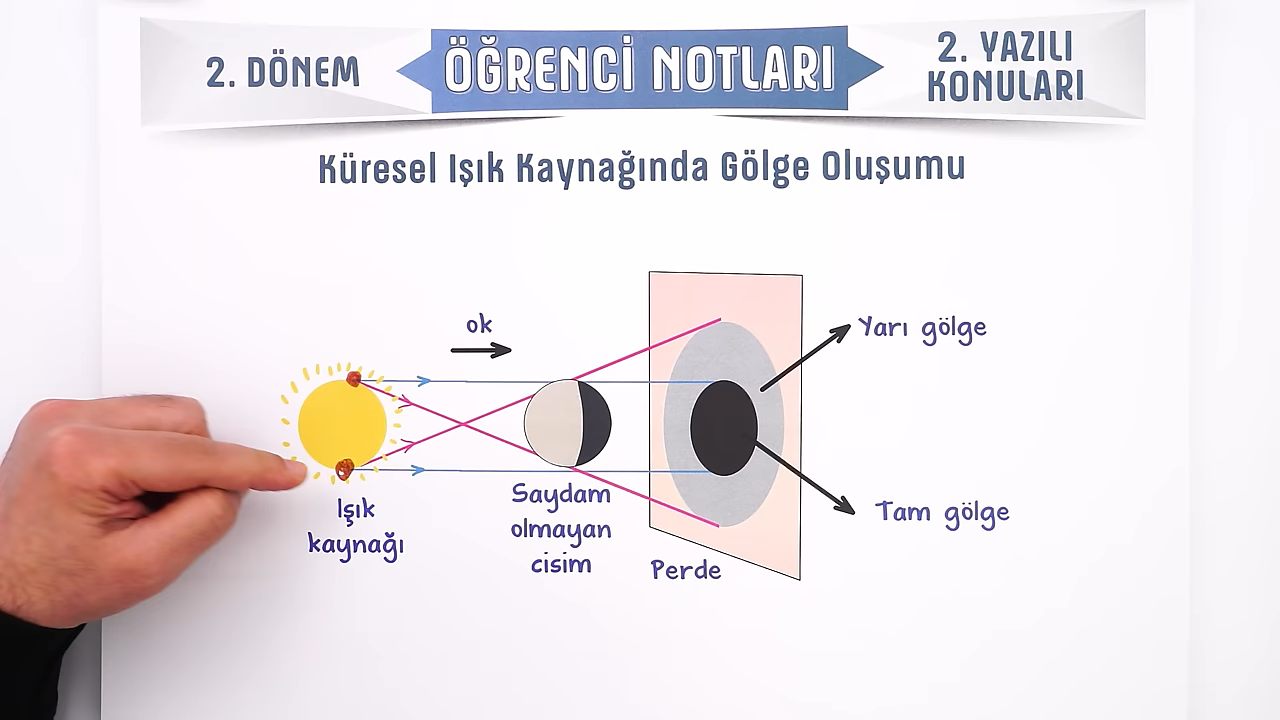 2. DÖNEM
ÖĞRENCİ NOTLARI
2. YAZILI
KONULARI
Küresel Işık Kaynağında Gölge Oluşumu
ok
Yarı gölge
Işık
kaynağı
Saydam
olmayan
cisim
Perde
Tam gölge